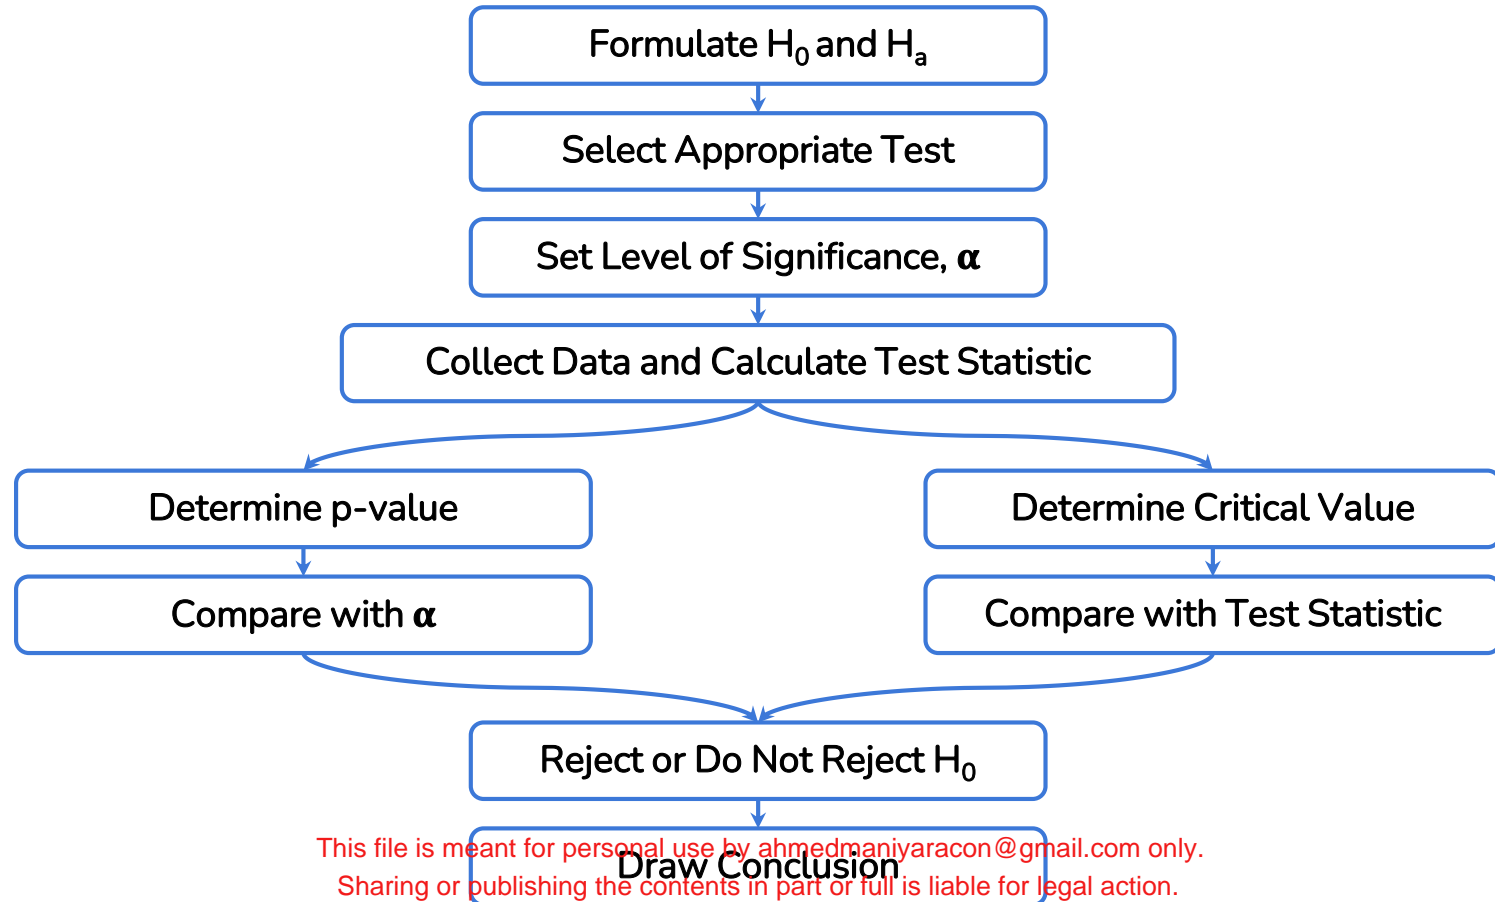 Formulate H₀ and Hₐ
Select Appropriate Test
Set Level of Significance, α
Collect Data and Calculate Test Statistic
Determine p-value
Determine Critical Value
Compare with α
Compare with Test Statistic
Reject or Do Not Reject H₀
This file is meant for personal use by ahmedmaniyaracon@gmail.com only.
Draw Conclusion
Sharing or publishing the contents in part or full is liable for legal action.